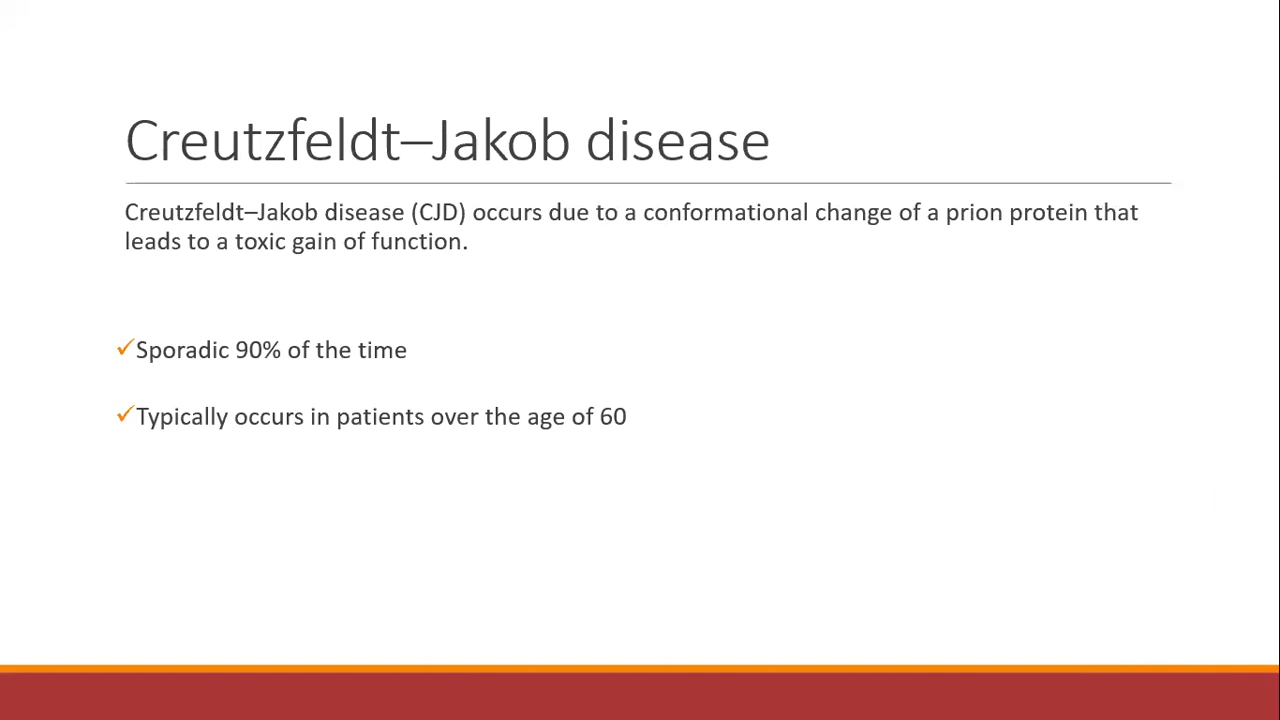 Creutzfeldt–Jakob disease
Creutzfeldt–Jakob disease (CJD) occurs due to a conformational change of a prion protein that
leads to a toxic gain of function.
✓Sporadic 90% of the time
✓Typically occurs in patients over the age of 60